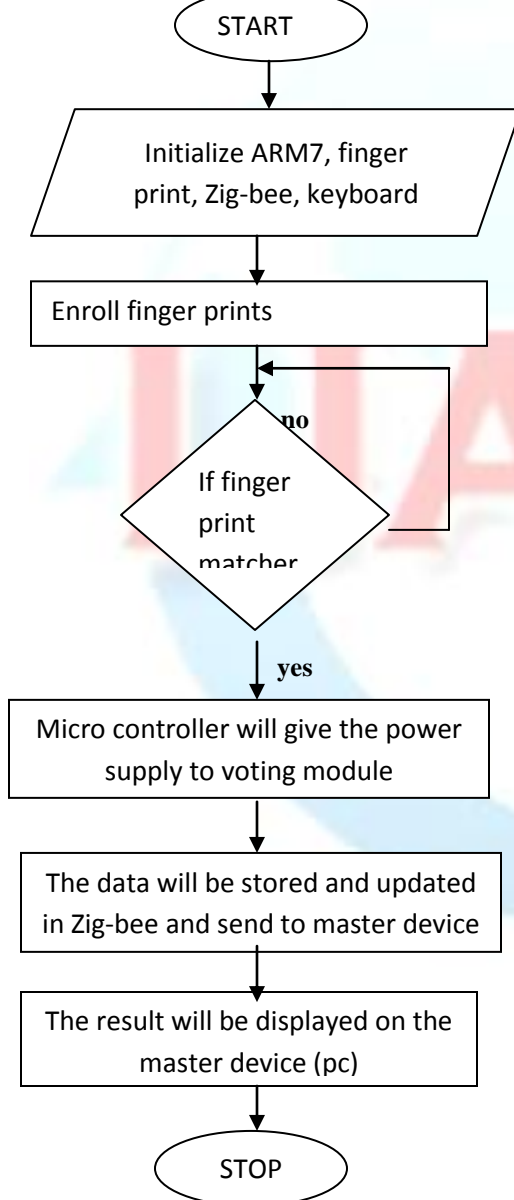 START
Initialize ARM7, finger
print, Zig-bee, keyboard
Enroll finger prints
no
If finger
print
matcher
yes
Micro controller will give the power
supply to voting module
The data will be stored and updated
in Zig-bee and send to master device
The result will be displayed on the
master device (pc)
STOP